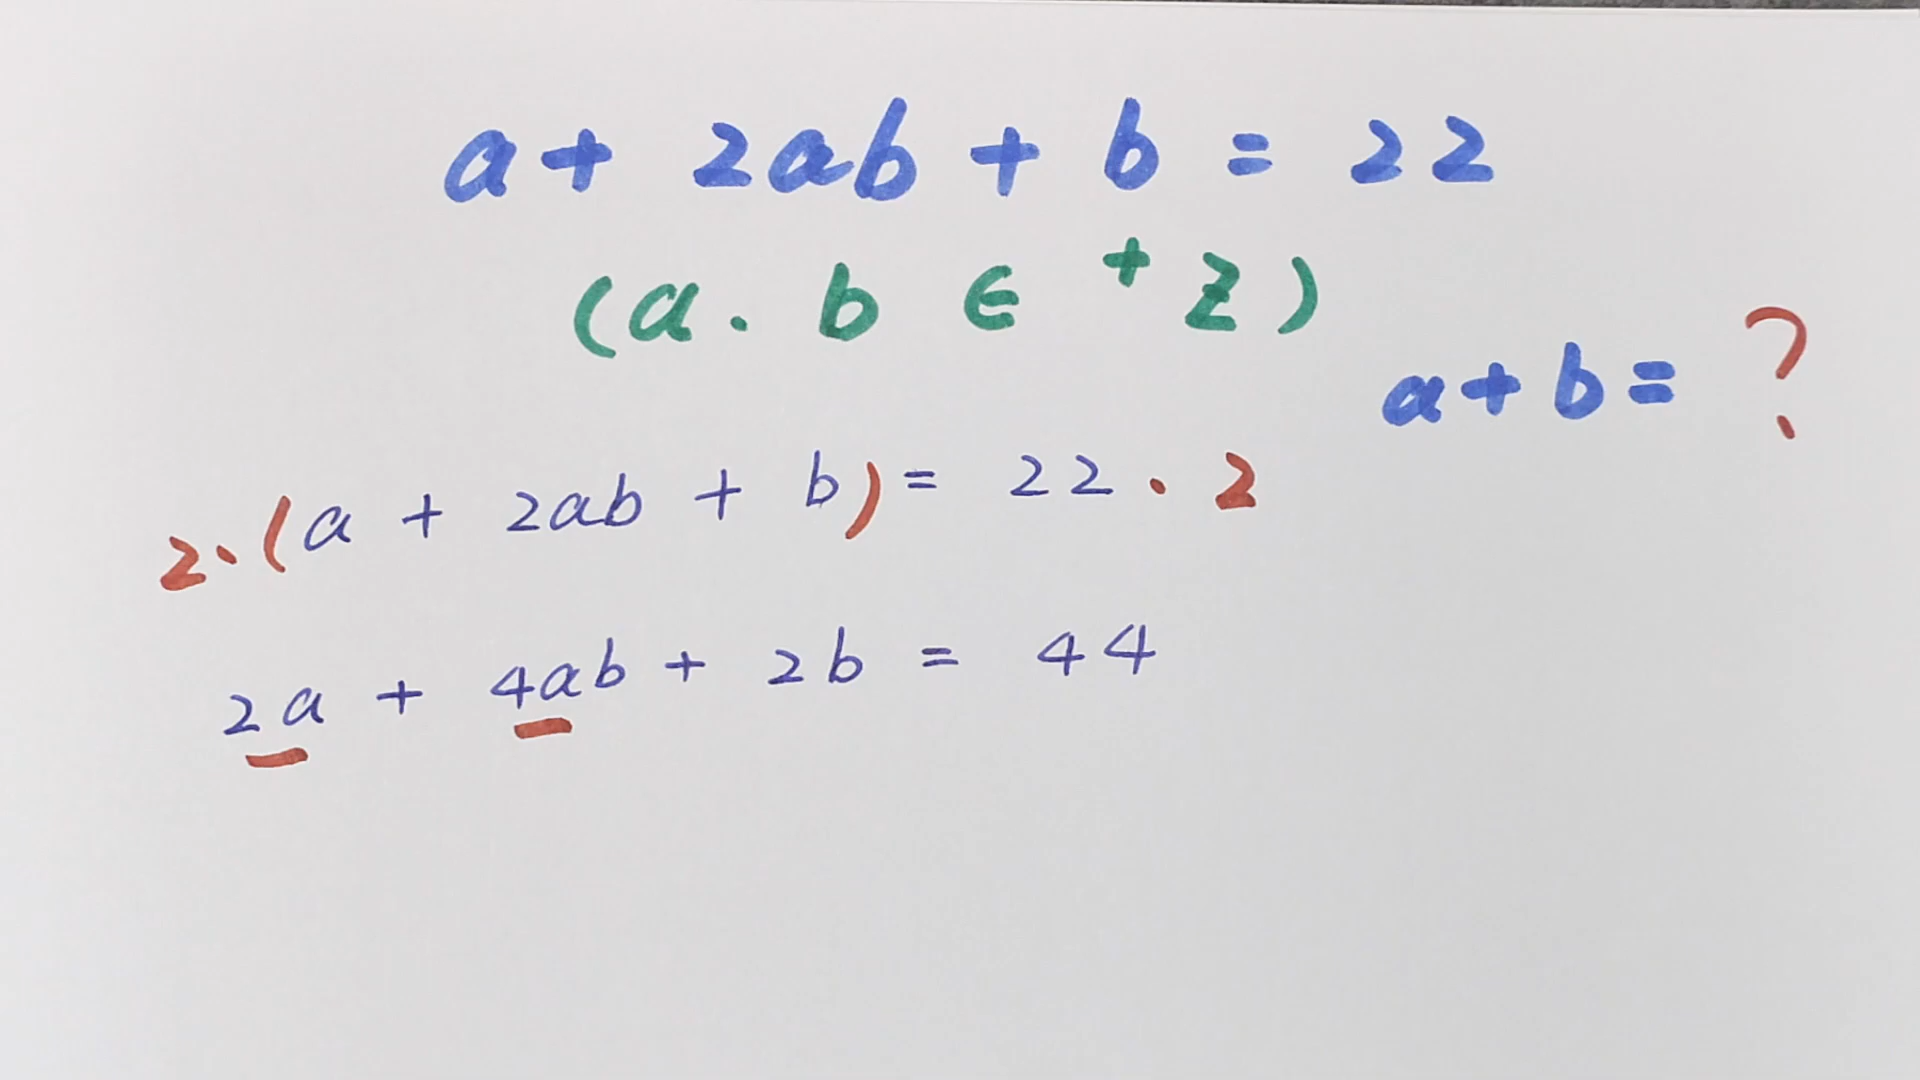 a + 2ab + b = 22
(a. b ∈ ⁺Z)
a + b = ?
2·(a + 2ab + b) = 22 · 2
2a + 4ab + 2b = 44